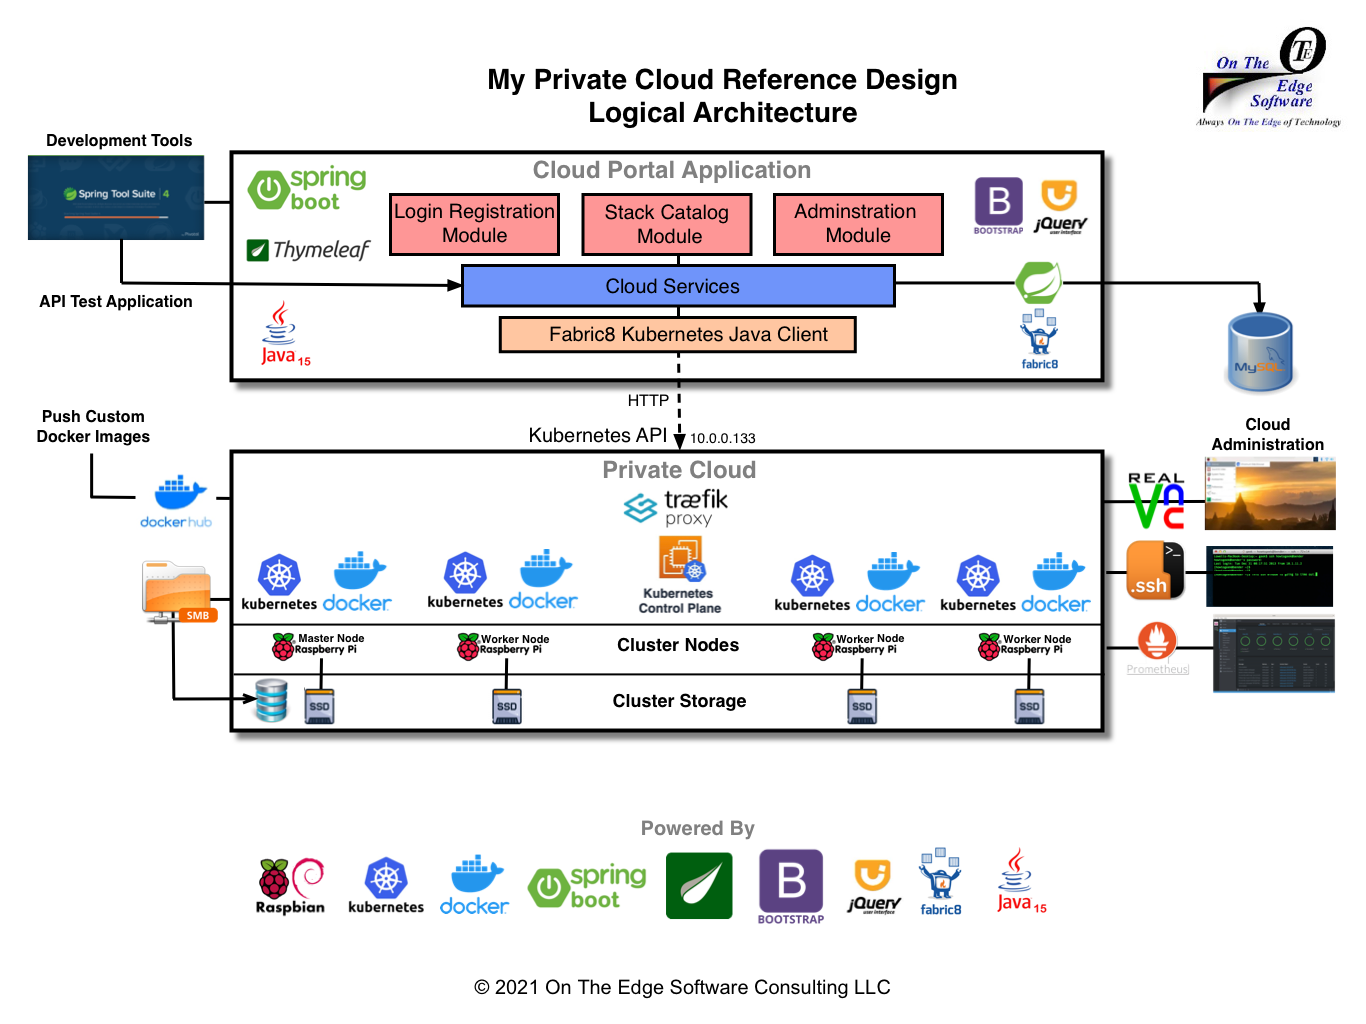 My Private Cloud Reference Design
Logical Architecture
On The
Edge
Software
Always On The Edge of Technology
OTE
Development Tools
Spring Tool Suite 4
API Test Application
Cloud Portal Application
spring
boot
Thymeleaf
Java 15
Login Registration
Module
Stack Catalog
Module
Adminstration
Module
B
BOOTSTRAP
jQuery
user interface
Cloud Services
Fabric8 Kubernetes Java Client
fabric8
MySQL
HTTP
Kubernetes API
10.0.0.133
Push Custom
Docker Images
dockerhub
SMB
Cloud
Administration
REAL
VNC
>_
.ssh
Prometheus
Private Cloud
træfik
proxy
kubernetes
docker
kubernetes
docker
Kubernetes
Control Plane
kubernetes
docker
kubernetes
docker
Master Node
Raspberry Pi
Worker Node
Raspberry Pi
Cluster Nodes
Worker Node
Raspberry Pi
Worker Node
Raspberry Pi
SSD
SSD
Cluster Storage
SSD
SSD
Powered By
Raspbian
kubernetes
docker
spring
boot
B
BOOTSTRAP
jQuery
user interface
fabric8
Java 15
© 2021 On The Edge Software Consulting LLC